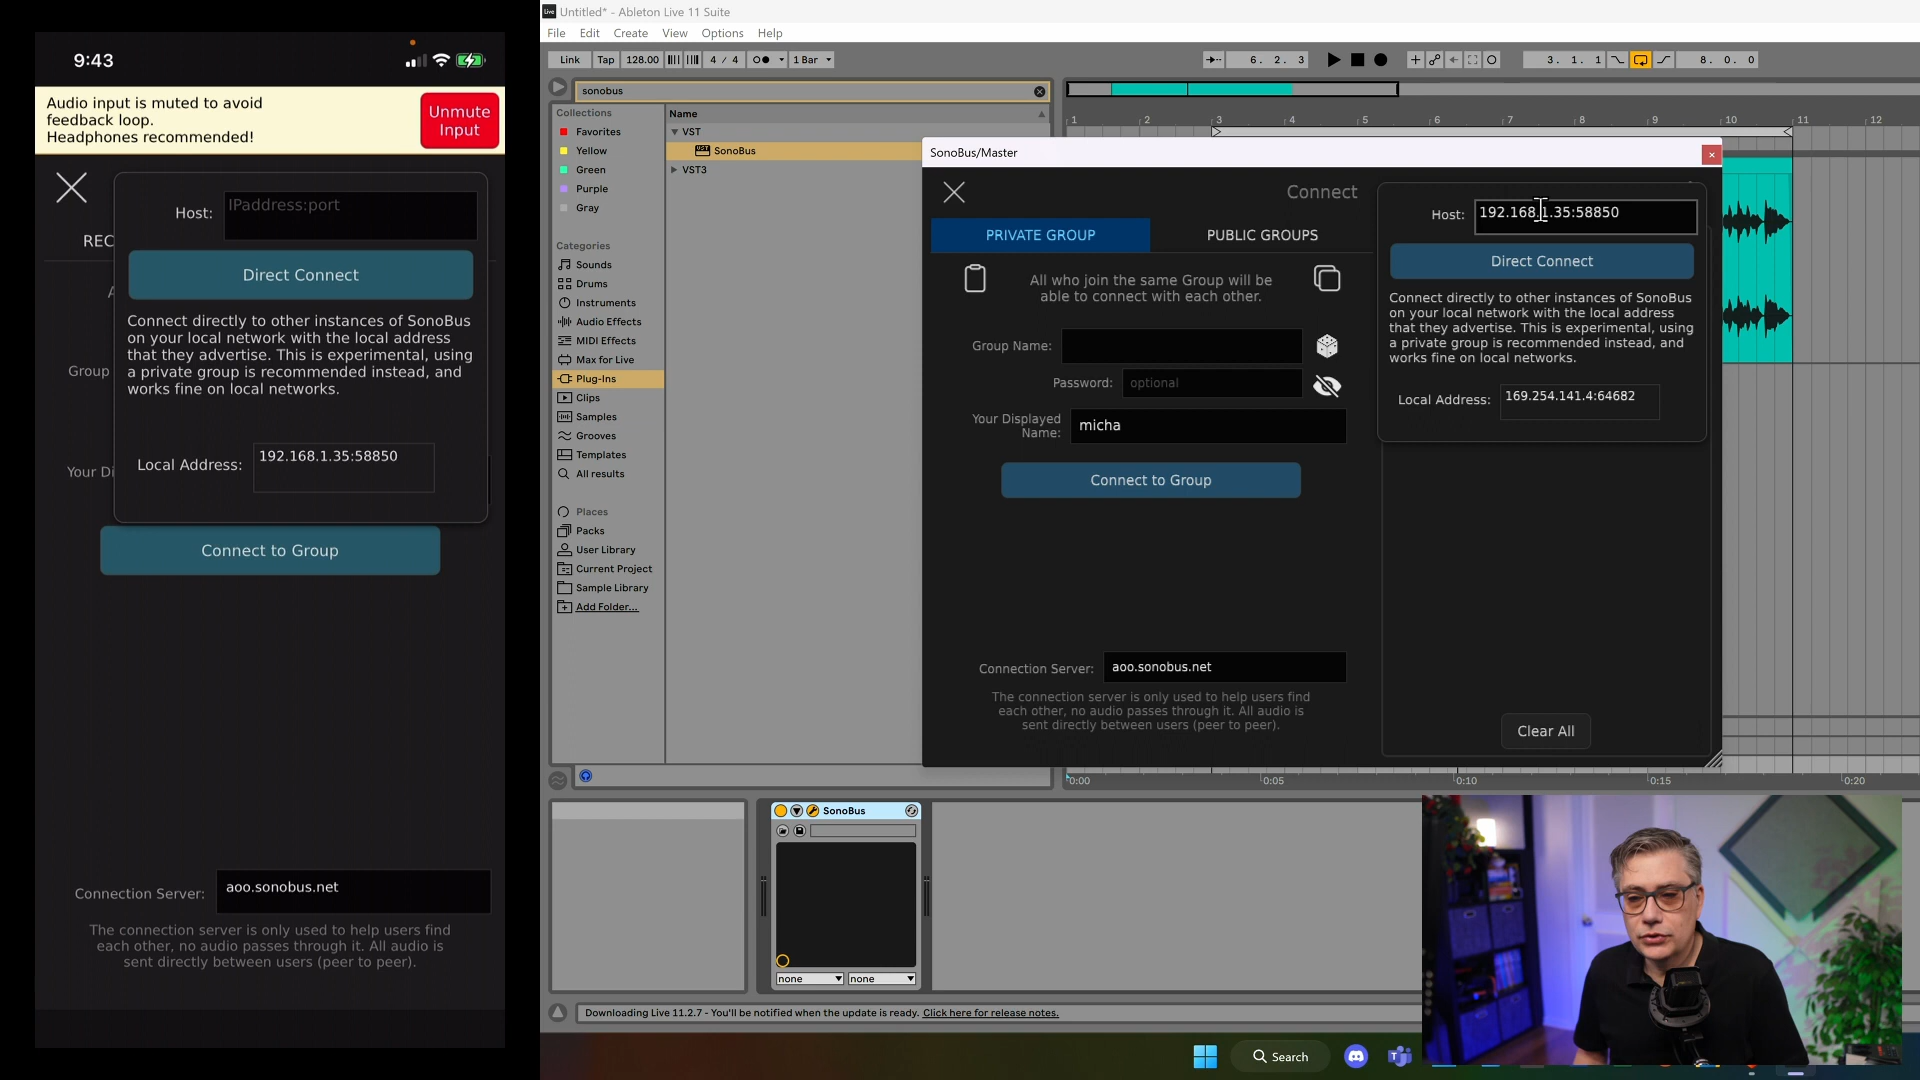 9:43
Audio input is muted to avoid
feedback loop.
Headphones recommended!
Unmute
Input
Host:
IPaddress:port
REC
Direct Connect
Connect directly to other instances of SonoBus
on your local network with the local address
that they advertise. This is experimental, using
a private group is recommended instead, and
works fine on local networks.
Group
Local Address:
192.168.1.35:58850
Your Di
Connect to Group
Connection Server:
aoo.sonobus.net
The connection server is only used to help users find
each other, no audio passes through it. All audio is
sent directly between users (peer to peer).
Live
Untitled* - Ableton Live 11 Suite
File Edit Create View Options Help
Link Tap 128.00 4 / 4 1 Bar
6. 2. 3
3. 1. 1
8. 0. 0
sonobus
Collections
Favorites
Yellow
Green
Purple
Gray
Categories
Sounds
Drums
Instruments
Audio Effects
MIDI Effects
Max for Live
Plug-Ins
Clips
Samples
Grooves
Templates
All results
Places
Packs
User Library
Current Project
Sample Library
Add Folder...
Name
VST
SonoBus
VST3
1 2 3 4 5 6 7 8 9 10 11 12
SonoBus/Master
Connect
PRIVATE GROUP
PUBLIC GROUPS
All who join the same Group will be
able to connect with each other.
Group Name:
Password:
optional
Your Displayed
Name:
micha
Connect to Group
Connection Server:
aoo.sonobus.net
The connection server is only used to help users find
each other, no audio passes through it. All audio is
sent directly between users (peer to peer).
Host:
192.168.1.35:58850
Direct Connect
Connect directly to other instances of SonoBus
on your local network with the local address
that they advertise. This is experimental, using
a private group is recommended instead, and
works fine on local networks.
Local Address:
169.254.141.4:64682
Clear All
0:00 0:05 0:10 0:15 0:20
SonoBus
none
none
Downloading Live 11.2.7 - You'll be notified when the update is ready. Click here for release notes.
Search